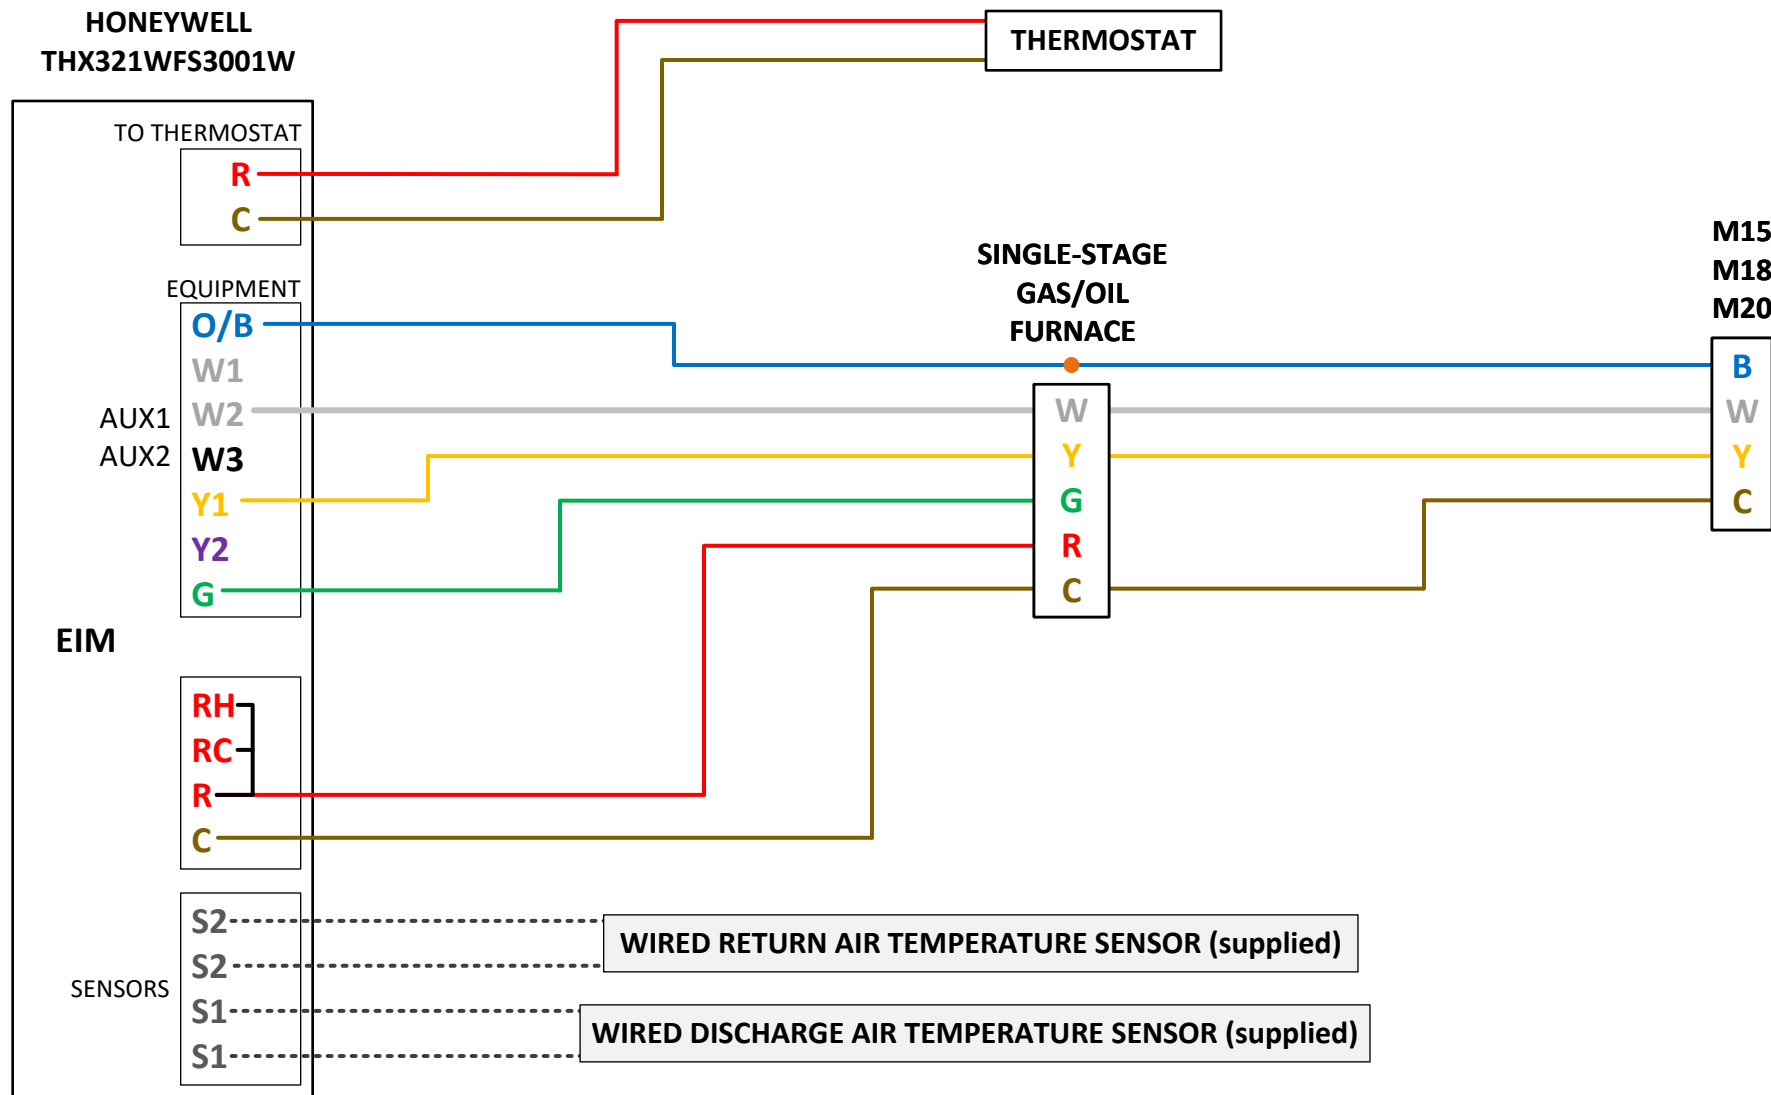 HONEYWELL
THX321WFS3001W
THERMOSTAT
TO THERMOSTAT
R
C
EQUIPMENT
O/B
W1
AUX1 W2
AUX2 W3
Y1
Y2
G
EIM
RH
RC
R
C
SENSORS
S2
S2
S1
S1
SINGLE-STAGE
GAS/OIL
FURNACE
W
Y
G
R
C
M15
M18
M20
B
W
Y
C
WIRED RETURN AIR TEMPERATURE SENSOR (supplied)
WIRED DISCHARGE AIR TEMPERATURE SENSOR (supplied)